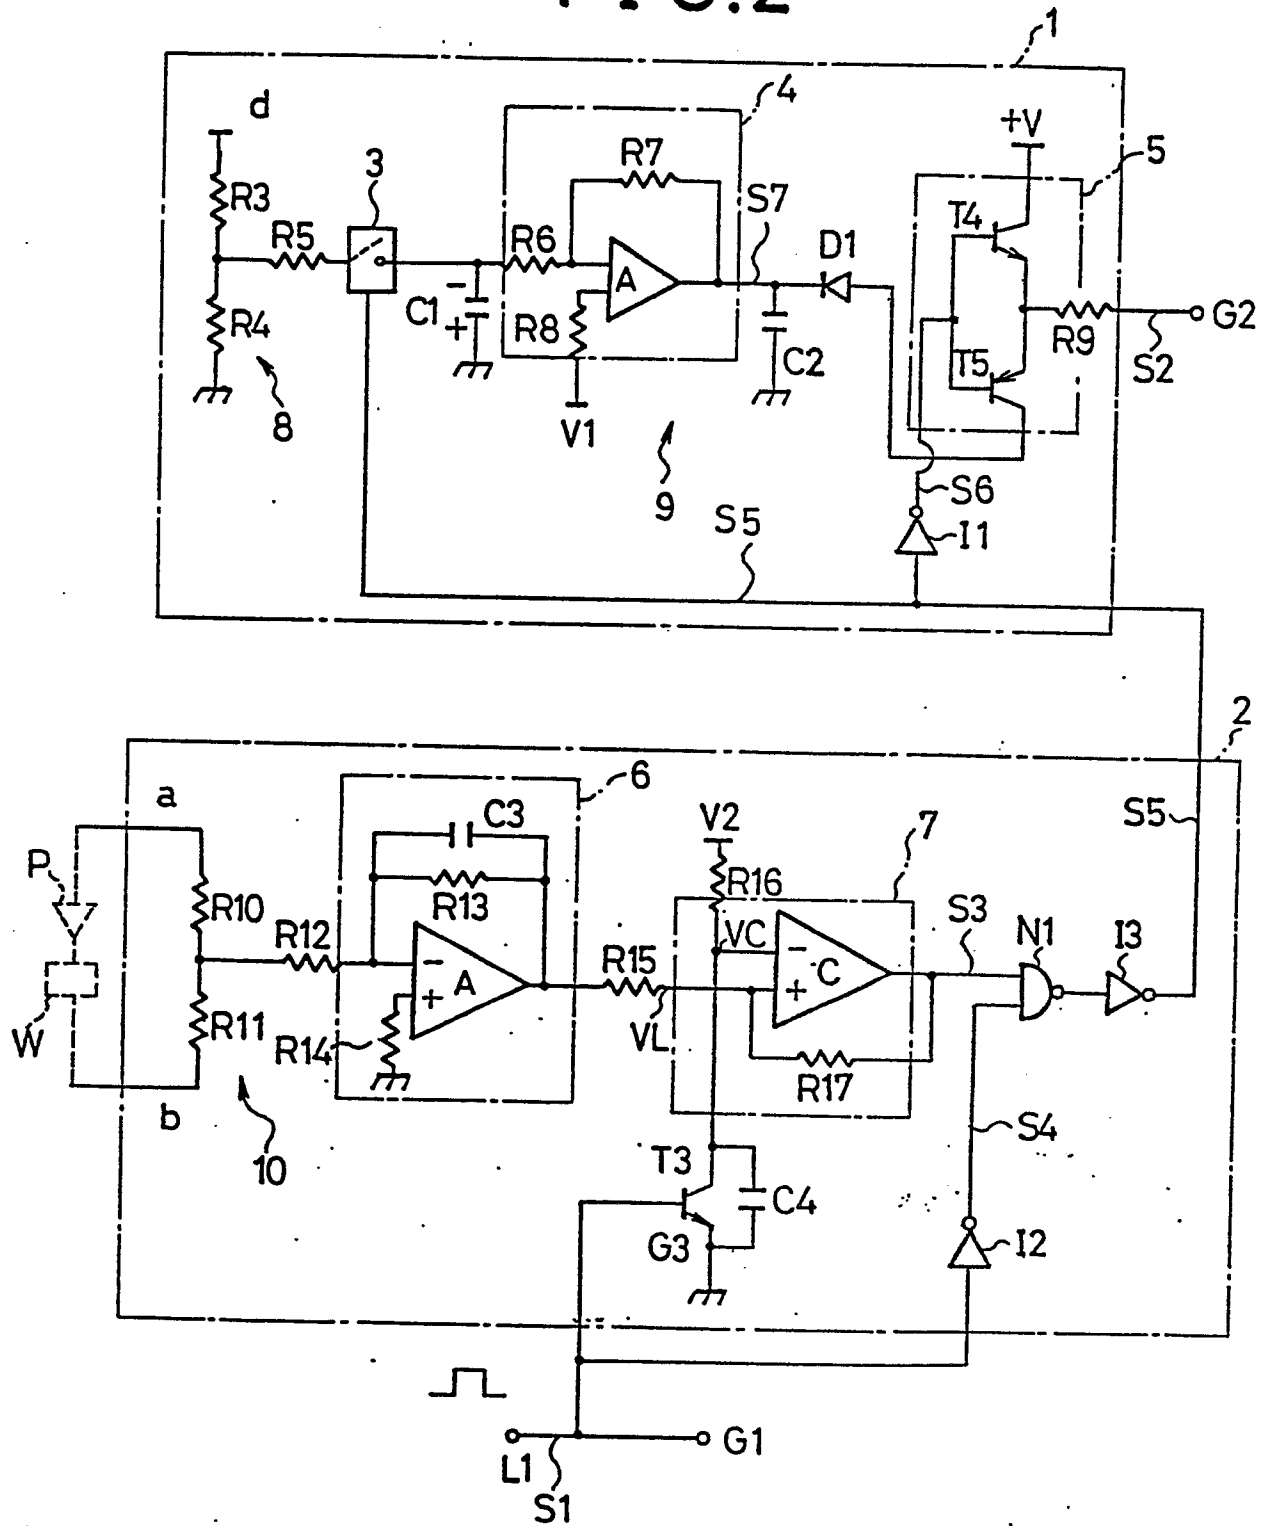 FIG.2
1
d
4
+V
5
3
R7
R3
S7
T4
R5
R6
D1
A
C1
-
+
R4
R8
G2
R9
C2
T5
S2
8
V1
9
S6
S5
I1
2
a
6
C3
V2
7
S5
P
R13
R16
R10
S3
N1
I3
R12
VC
-
A
+
R15
-
C
+
W
R11
R14
VL
R17
b
10
S4
T3
C4
G3
I2
L1
G1
S1